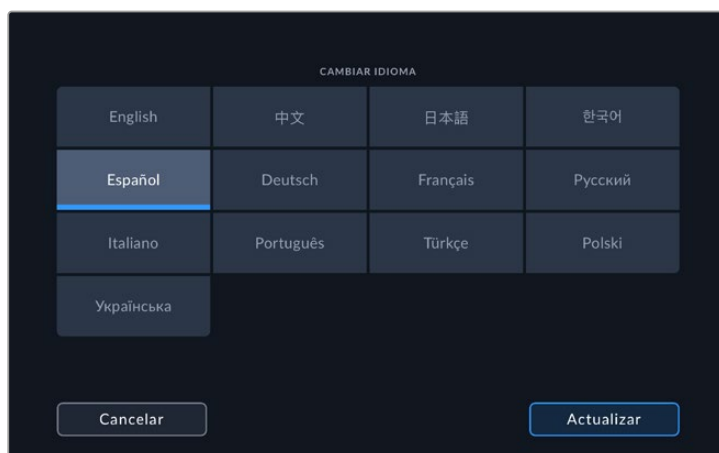 CAMBIAR IDIOMA
English 中文 日本語 한국어
Español Deutsch Français Русский
Italiano Português Türkçe Polski
Українська
Cancelar Actualizar